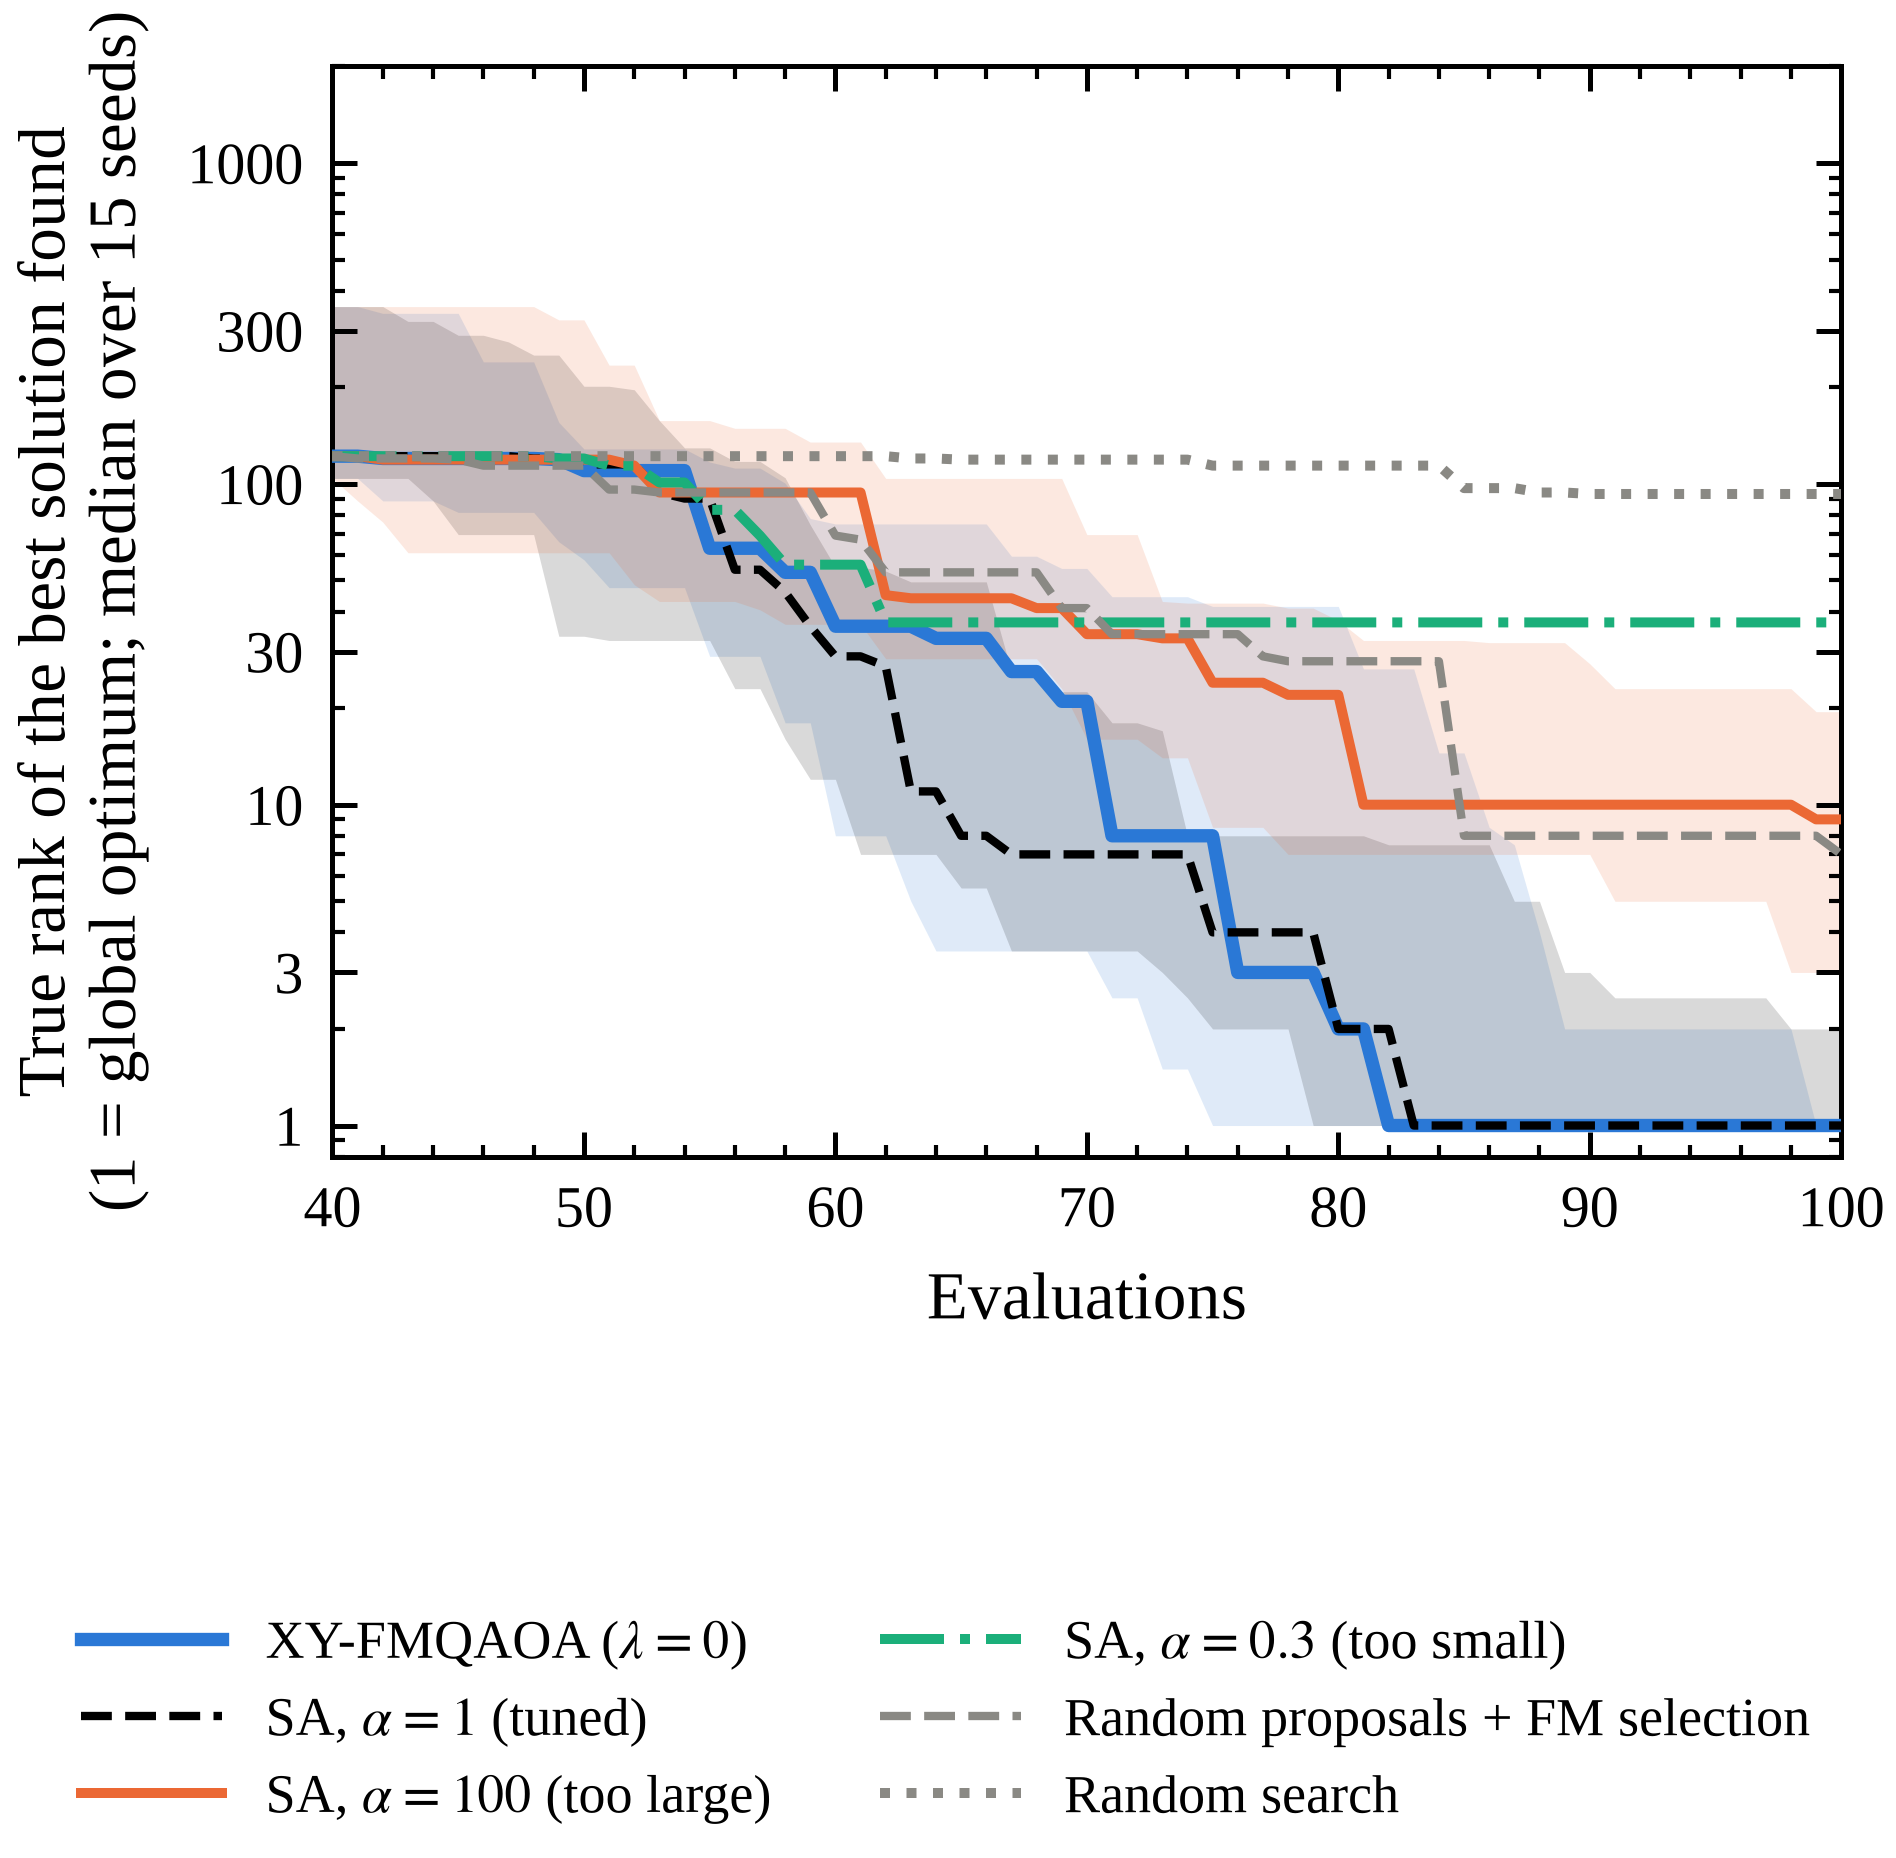 True rank of the best solution found
(1 = global optimum; median over 15 seeds)
1000
300
100
30
10
3
1
40 50 60 70 80 90 100
Evaluations
XY-FMQAOA (λ = 0)
SA, α = 1 (tuned)
SA, α = 100 (too large)
SA, α = 0.3 (too small)
Random proposals + FM selection
Random search